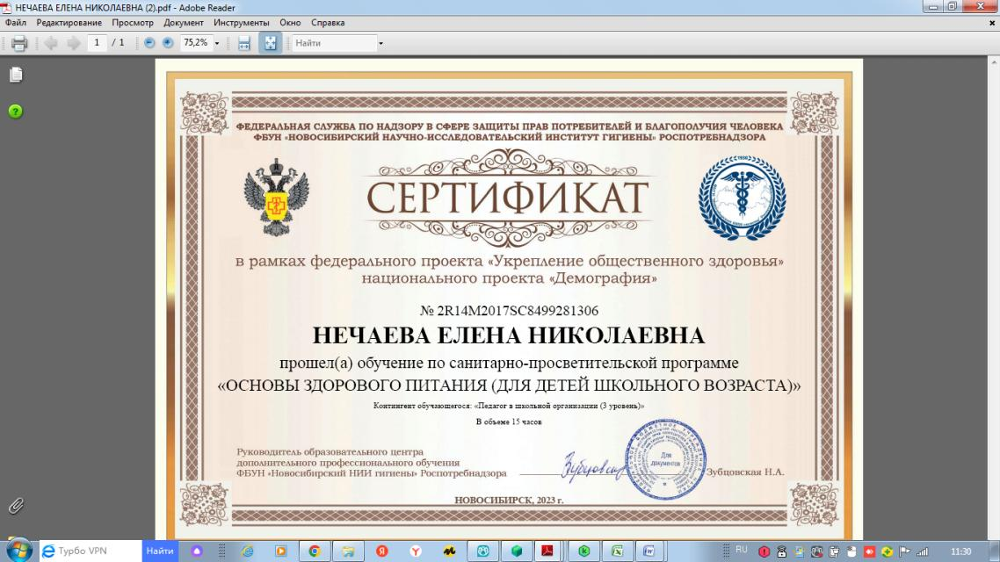 НЕЧАЕВА ЕЛЕНА НИКОЛАЕВНА (2).pdf - Adobe Reader
Файл Редактирование Просмотр Документ Инструменты Окно Справка
1 / 1 75,2% Найти
ФЕДЕРАЛЬНАЯ СЛУЖБА ПО НАДЗОРУ В СФЕРЕ ЗАЩИТЫ ПРАВ ПОТРЕБИТЕЛЕЙ И БЛАГОПОЛУЧИЯ ЧЕЛОВЕКА
ФБУН «НОВОСИБИРСКИЙ НАУЧНО-ИССЛЕДОВАТЕЛЬСКИЙ ИНСТИТУТ ГИГИЕНЫ» РОСПОТРЕБНАДЗОРА
1930
СЕРТИФИКАТ
в рамках федерального проекта «Укрепление общественного здоровья»
национального проекта «Демография»
№ 2R14M2017SC8499281306
НЕЧАЕВА ЕЛЕНА НИКОЛАЕВНА
прошел(а) обучение по санитарно-просветительской программе
«ОСНОВЫ ЗДОРОВОГО ПИТАНИЯ (ДЛЯ ДЕТЕЙ ШКОЛЬНОГО ВОЗРАСТА)»
Контингент обучающегося: «Педагог в школьной организации (3 уровень)»
В объеме 15 часов
Руководитель образовательного центра
дополнительного профессионального обучения
ФБУН «Новосибирский НИИ гигиены» Роспотребнадзора
Для
документов
Зубцовская Н.А.
НОВОСИБИРСК, 2023 г.
Турбо VPN Найти RU 11:30